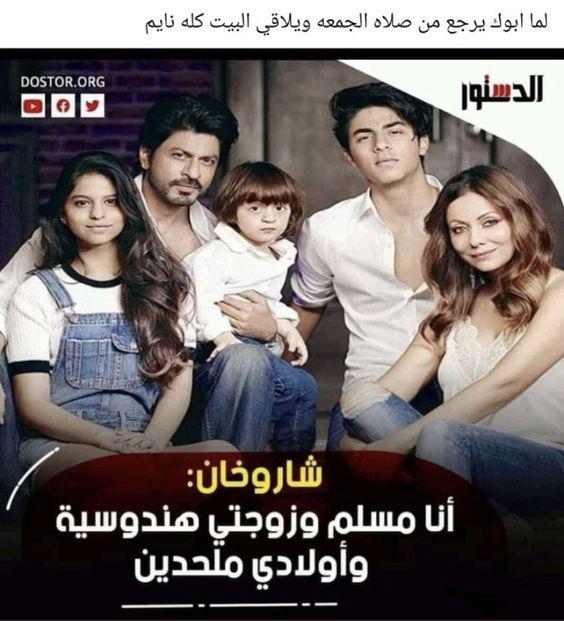 لما ابوك يرجع من صلاه الجمعه ويلاقي البيت كله نايم
DOSTOR.ORG
الدستور
شاروخان:
أنا مسلم وزوجتي هندوسية
وأولادي ملحدين